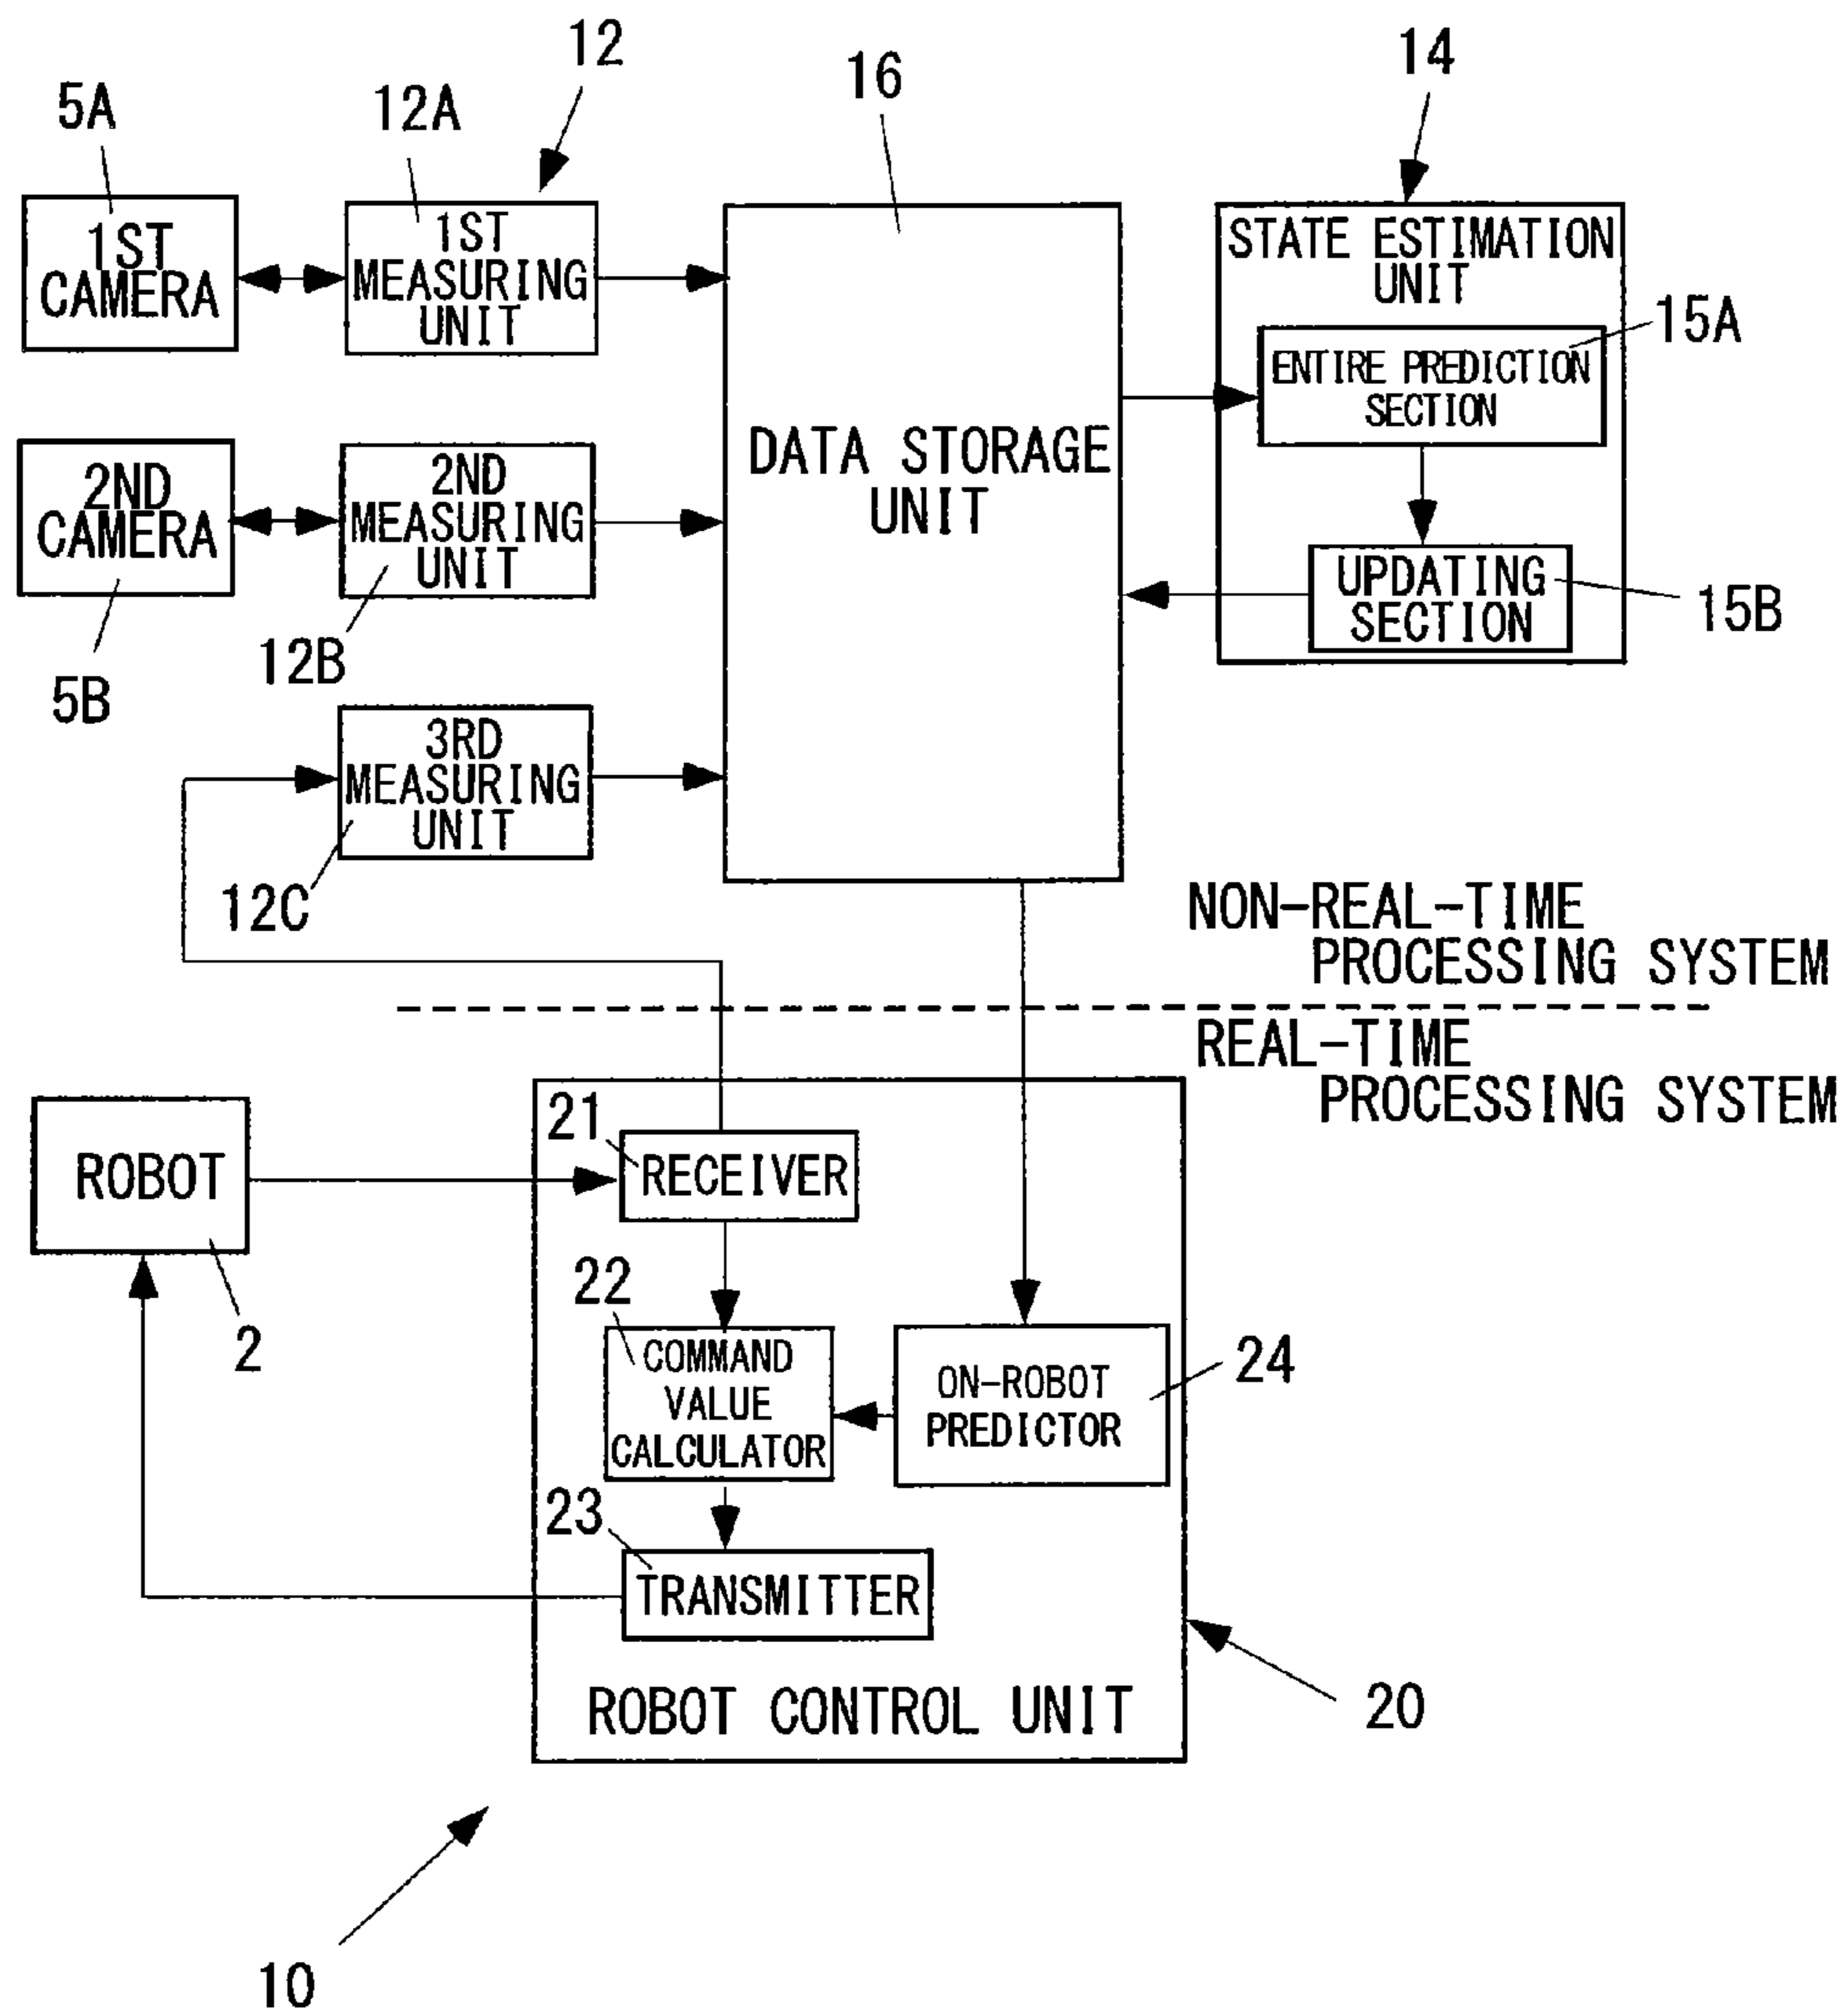 12
16
14
5A
12A
1ST
CAMERA
1ST
MEASURING
UNIT
STATE ESTIMATION
UNIT
15A
ENTIRE PREDICTION
SECTION
2ND
CAMERA
2ND
MEASURING
UNIT
DATA STORAGE
UNIT
UPDATING
SECTION
15B
12B
5B
3RD
MEASURING
UNIT
12C
NON-REAL-TIME
PROCESSING SYSTEM
REAL-TIME
PROCESSING SYSTEM
21
ROBOT
RECEIVER
2
22
COMMAND
VALUE
CALCULATOR
ON-ROBOT
PREDICTOR
24
23
TRANSMITTER
ROBOT CONTROL UNIT
20
10